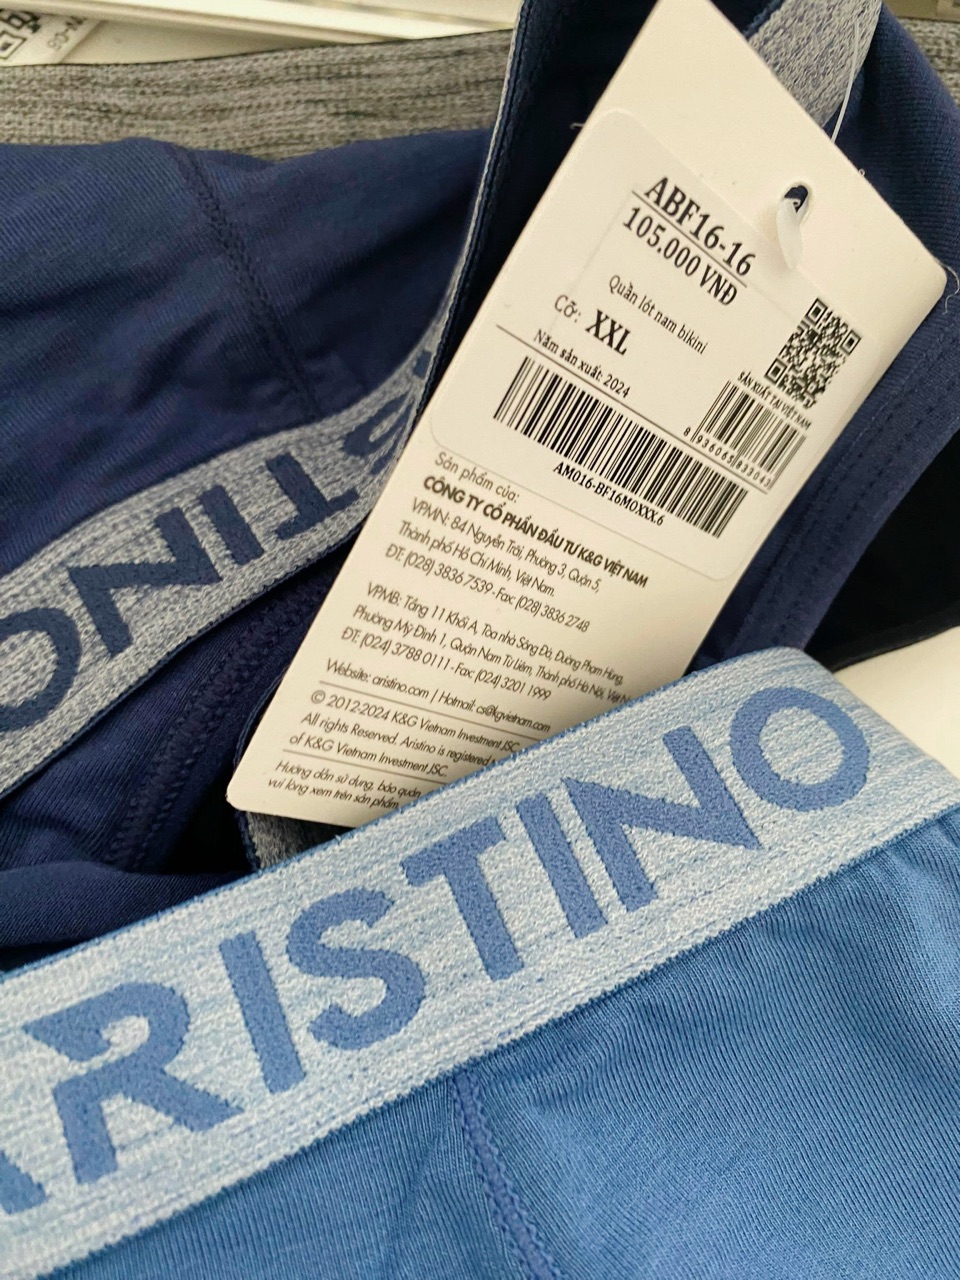 ABF16-16
105.000 VNĐ
Quần lót nam bikini
Cỡ: XXL
Năm sản xuất: 2024
SẢN XUẤT TẠI VIỆT NAM
8 936065 833043
AM016-BF16MOXXX.6
Sản phẩm của:
CÔNG TY CỔ PHẦN ĐẦU TƯ K&G VIỆT NAM
VPMN: 84 Nguyễn Trãi, Phường 3, Quận 5,
Thành phố Hồ Chí Minh, Việt Nam.
ĐT: (028) 3836 7539 - Fax: (028) 3836 2748
VPMB: Tầng 11 Khối A, Tòa nhà Sông Đà, Đường Phạm Hùng,
Phường Mỹ Đình 1, Quận Nam Từ Liêm, Thành phố Hà Nội, Việt
ĐT: (024) 3788 0111 - Fax: (024) 3201 1999
Website: aristino.com | Hotmail: cs@kgvietnam.com
© 2012-2024 K&G Vietnam Investment.,JSC.
All rights Reserved. Aristino is registered
of K&G Vietnam Investment.,JSC.
Hướng dẫn sử dụng, bảo quản
vui lòng xem trên sản phẩm.
STINO
ARISTINO